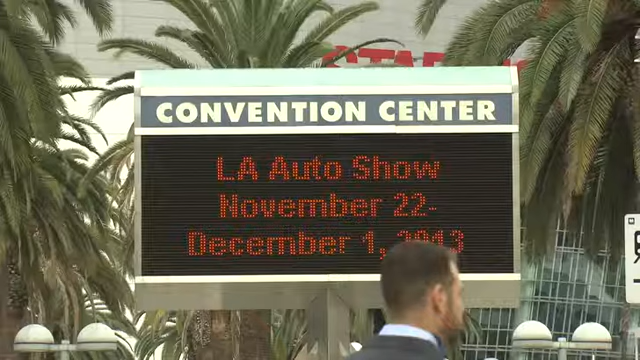 CONVENTION CENTER
LA Auto Show
November 22-
December 1, 2013